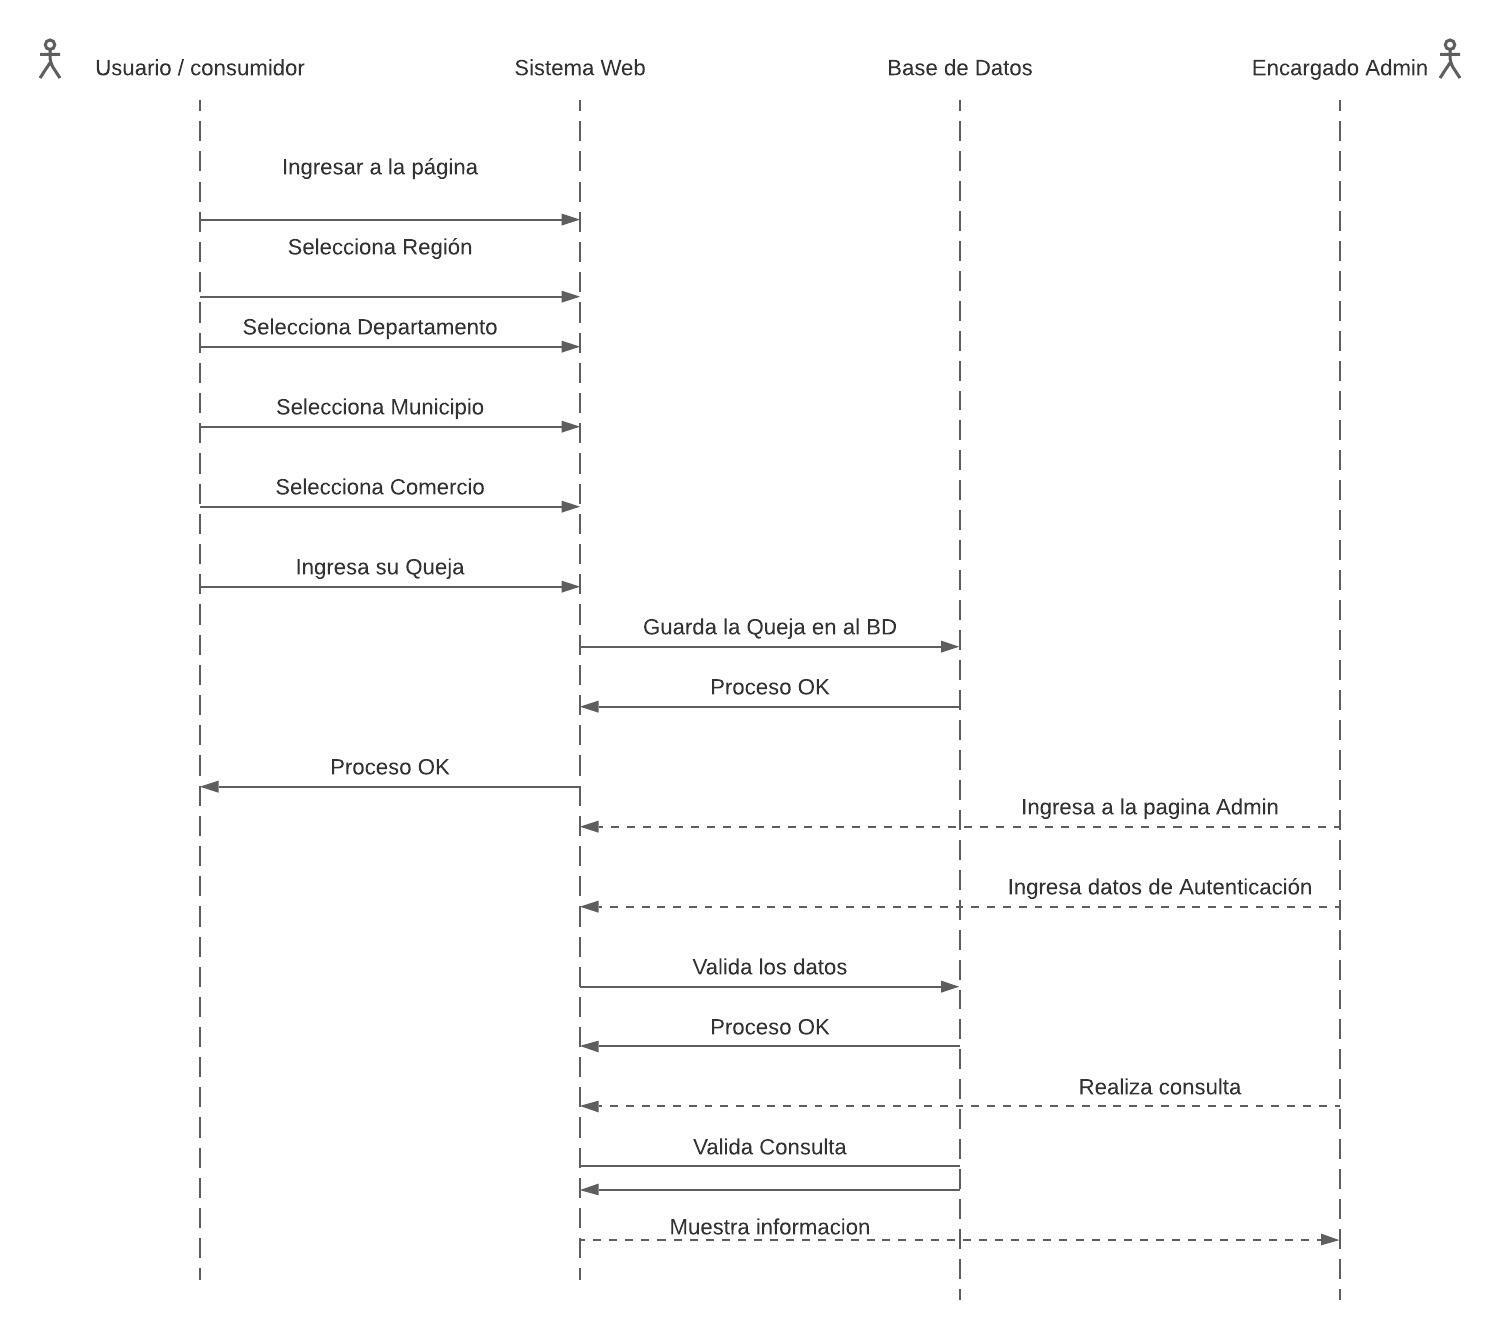 Usuario / consumidor
Sistema Web
Base de Datos
Encargado Admin
Ingresar a la página
Selecciona Región
Selecciona Departamento
Selecciona Municipio
Selecciona Comercio
Ingresa su Queja
Guarda la Queja en al BD
Proceso OK
Proceso OK
Ingresa a la pagina Admin
Ingresa datos de Autenticación
Valida los datos
Proceso OK
Realiza consulta
Valida Consulta
Muestra informacion